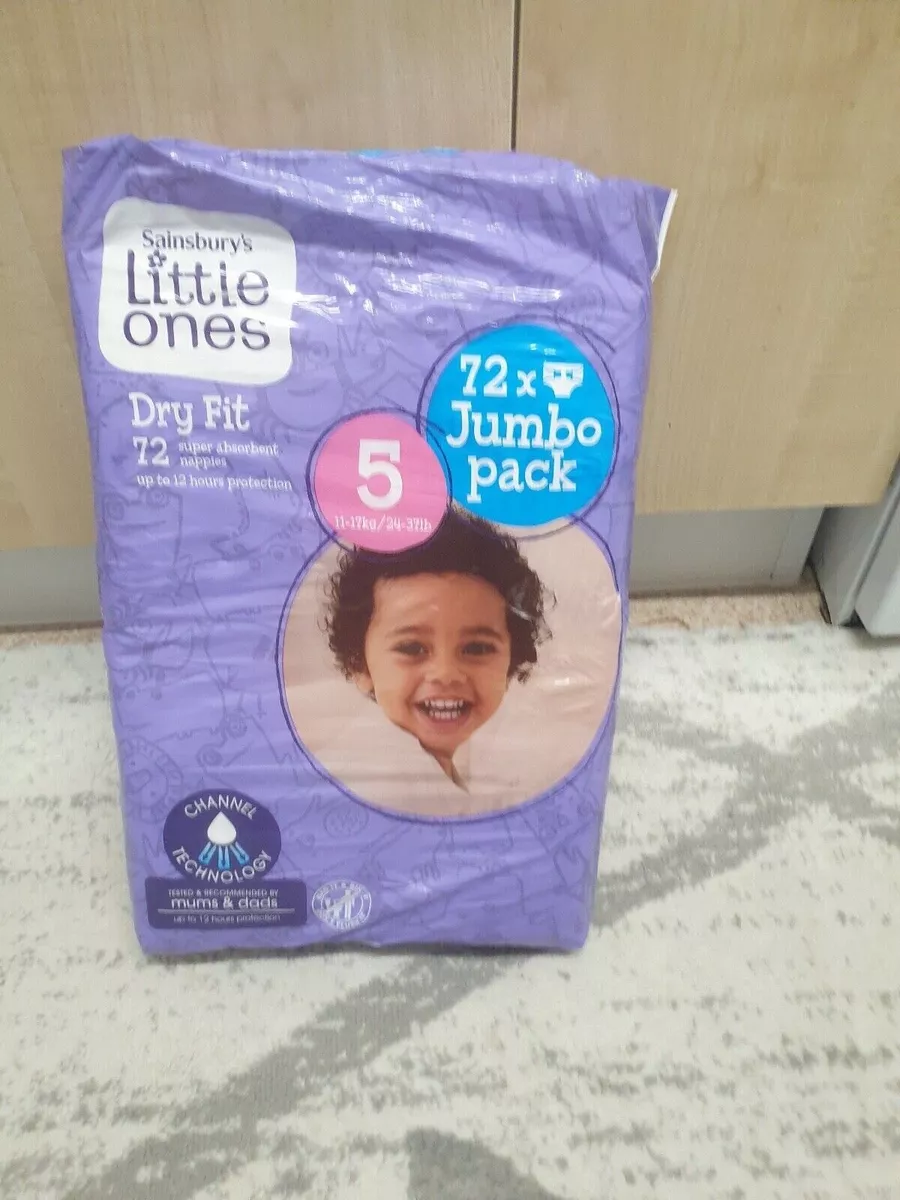 Sainsbury's
Little
ones
Dry Fit
72 super absorbent
nappies
up to 12 hours protection
72 x
Jumbo
pack
5
11-17kg/24-37lb
CHANNEL
TECHNOLOGY
TESTED & RECOMMENDED BY
mums & dads
up to 12 hours protection